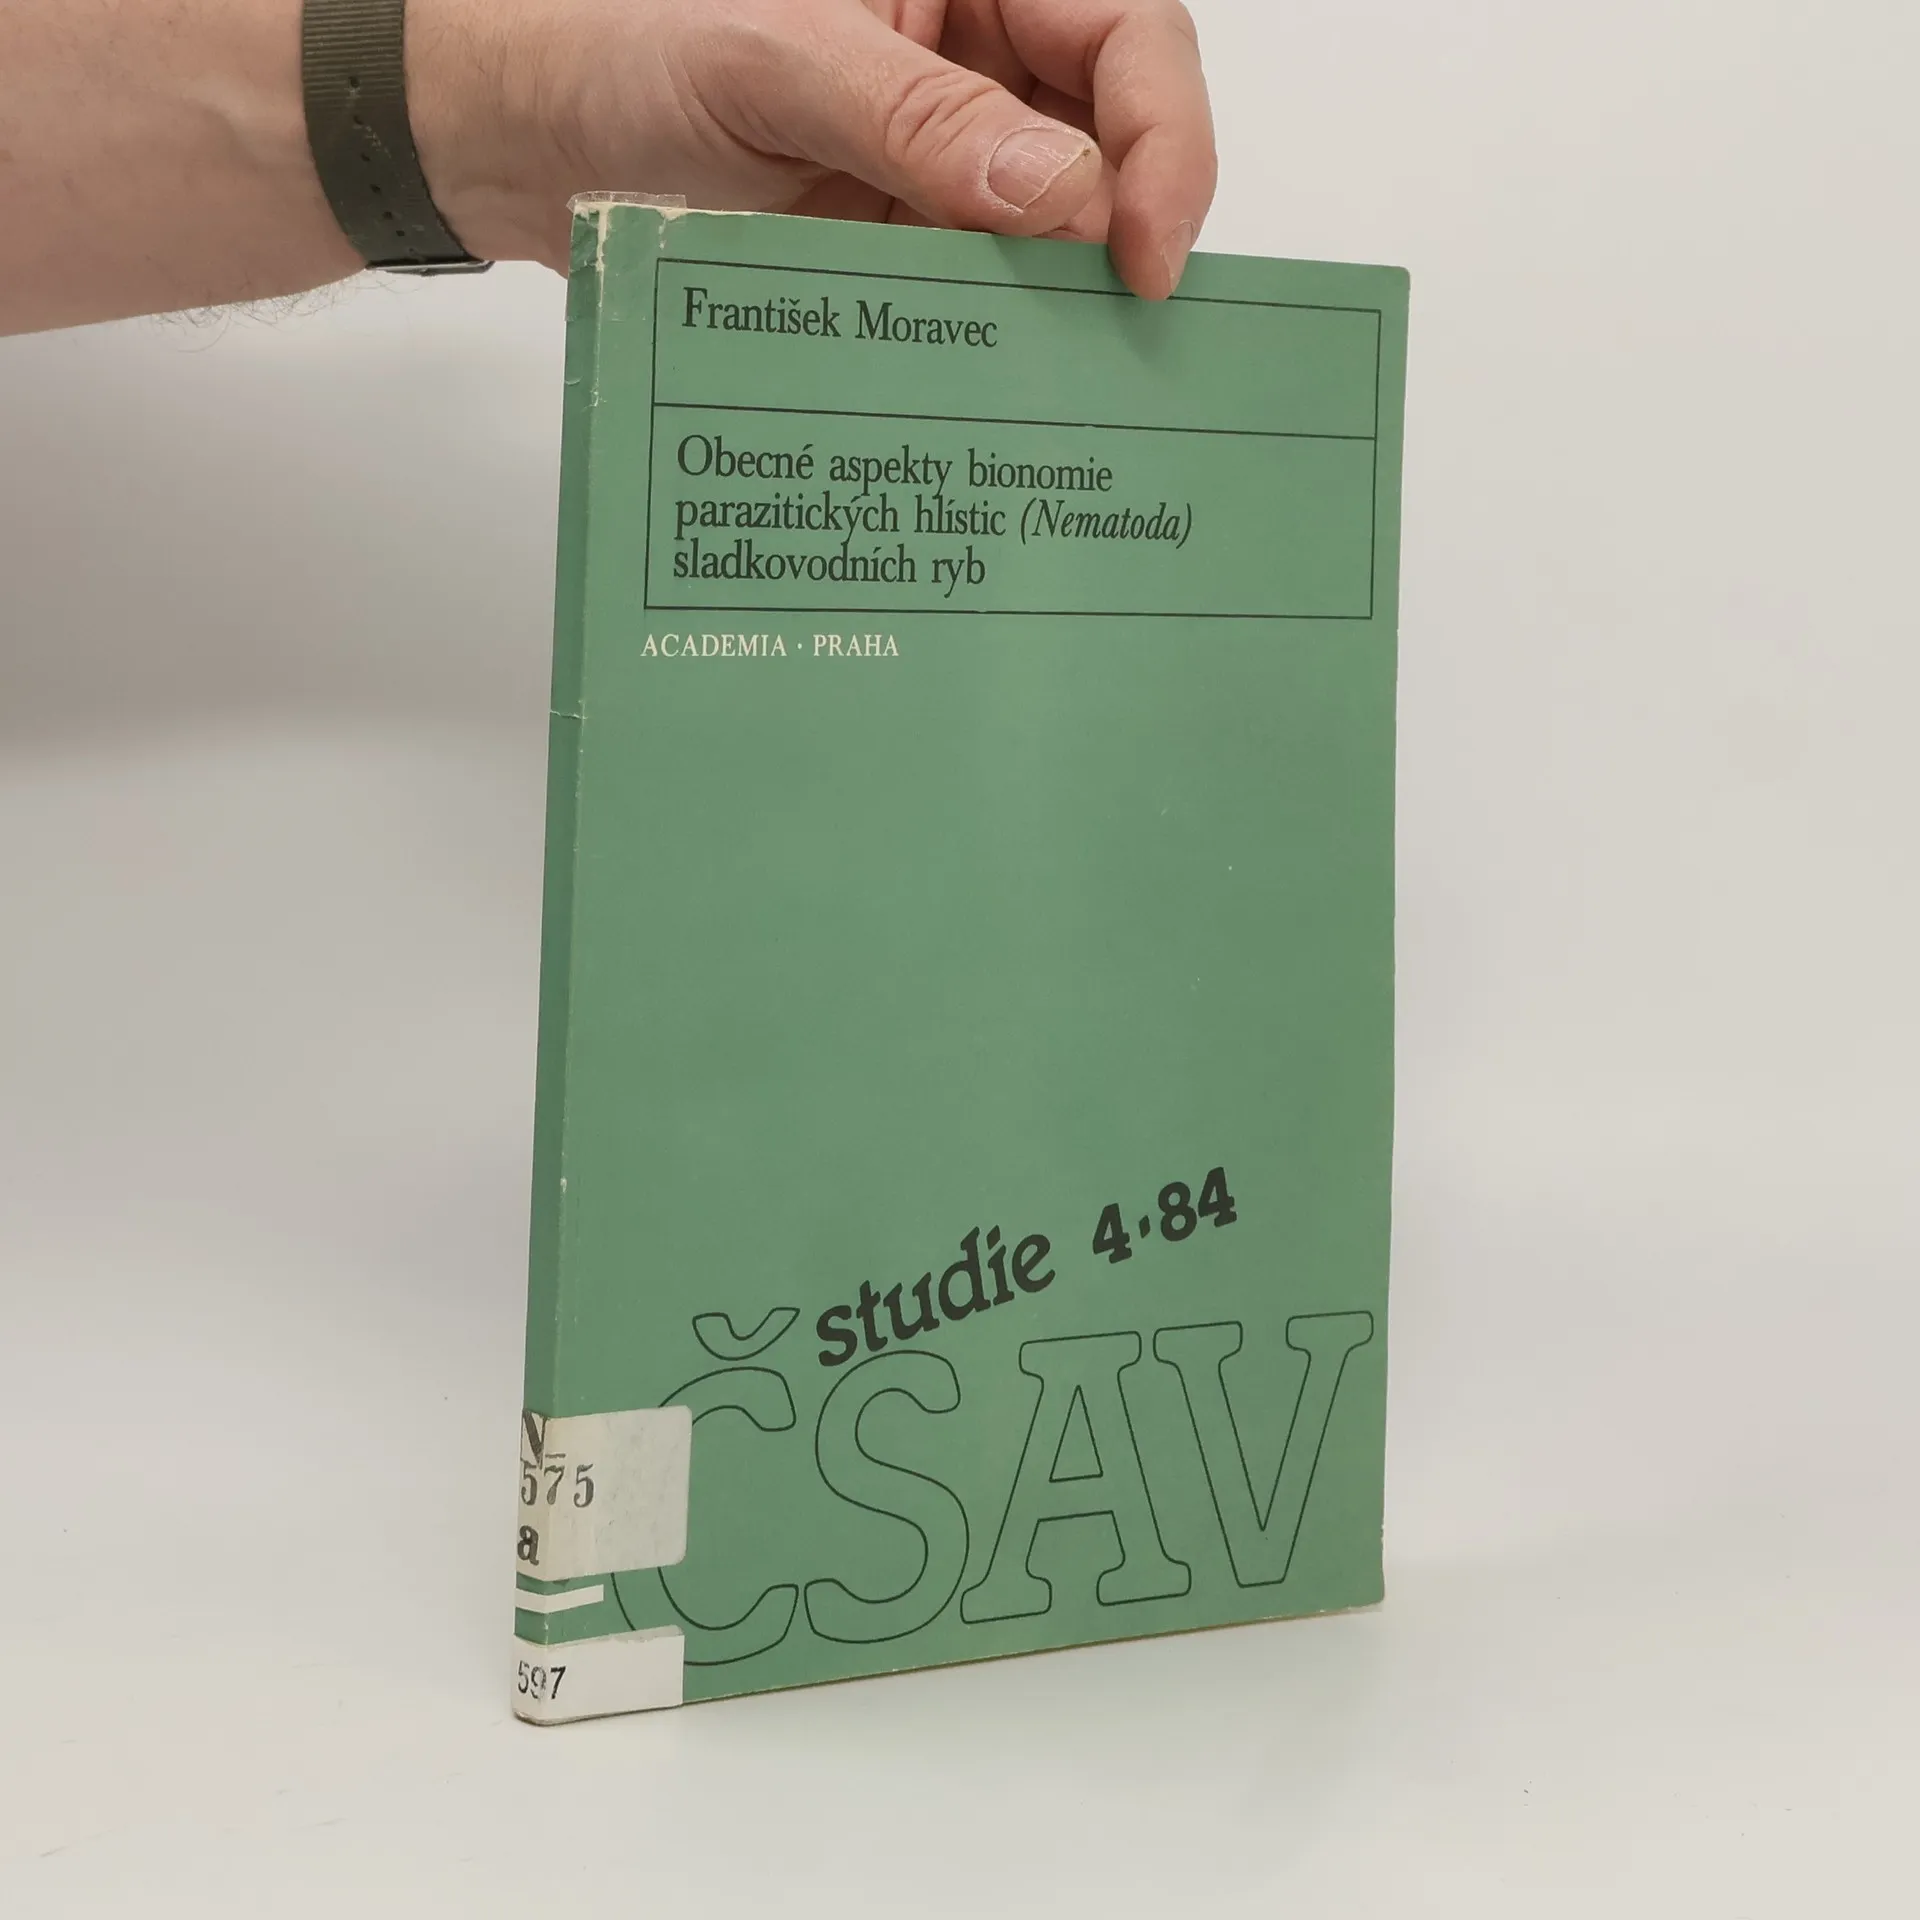 František Moravec
Obecné aspekty bionomie
parazitických hlístic (Nematoda)
sladkovodních ryb
ACADEMIA · PRAHA
studie 4·84
ČSAV
V
575
a
597